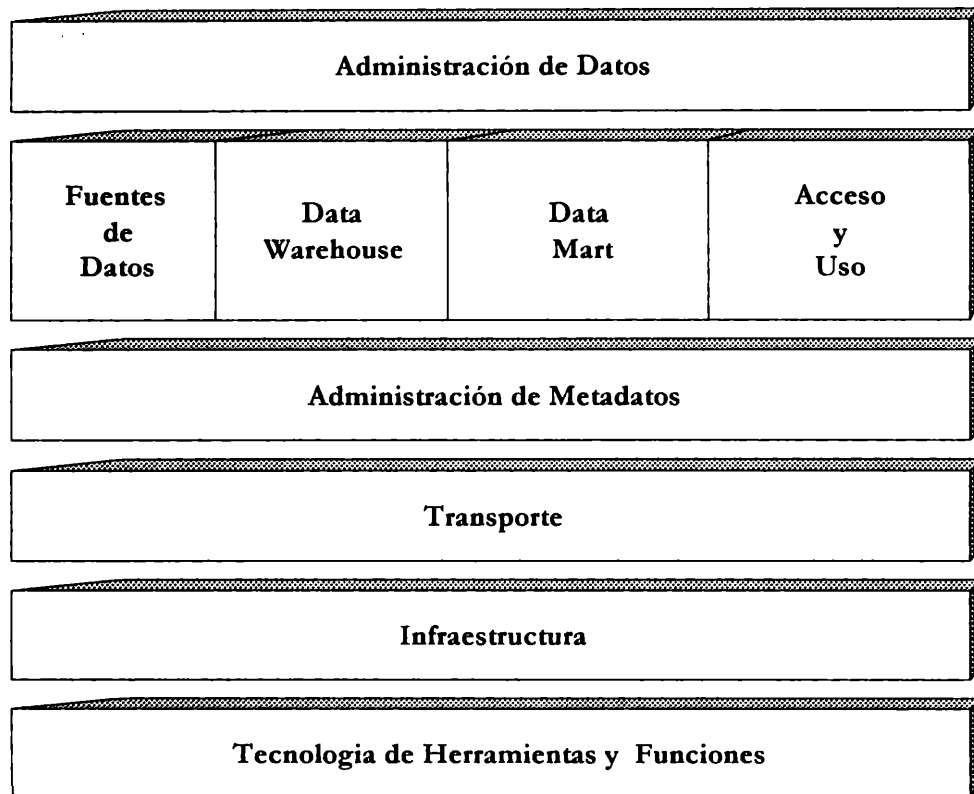 Administración de Datos
Fuentes
de
Datos
Data
Warehouse
Data
Mart
Acceso
y
Uso
Administración de Metadatos
Transporte
Infraestructura
Tecnologia de Herramientas y Funciones